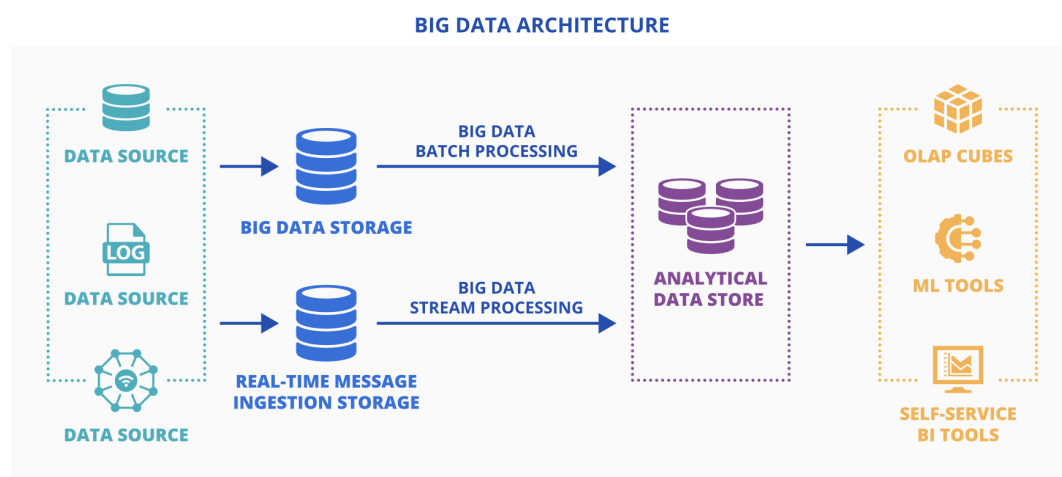 BIG DATA ARCHITECTURE
DATA SOURCE
LOG
DATA SOURCE
DATA SOURCE
BIG DATA STORAGE
REAL-TIME MESSAGE
INGESTION STORAGE
BIG DATA
BATCH PROCESSING
BIG DATA
STREAM PROCESSING
ANALYTICAL
DATA STORE
OLAP CUBES
ML TOOLS
SELF-SERVICE
BI TOOLS